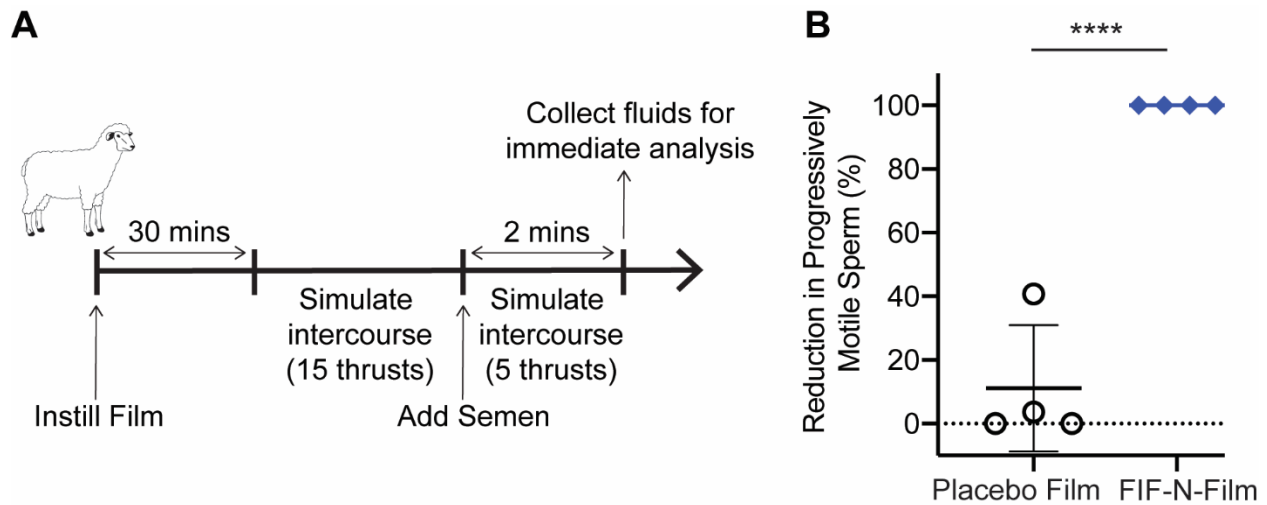 A
Collect fluids for
immediate analysis
30 mins
2 mins
Simulate
intercourse
(15 thrusts)
Simulate
intercourse
(5 thrusts)
Instill Film
Add Semen
B
****
Reduction in Progressively
Motile Sperm (%)
100
80
60
40
20
0
Placebo Film
FIF-N-Film